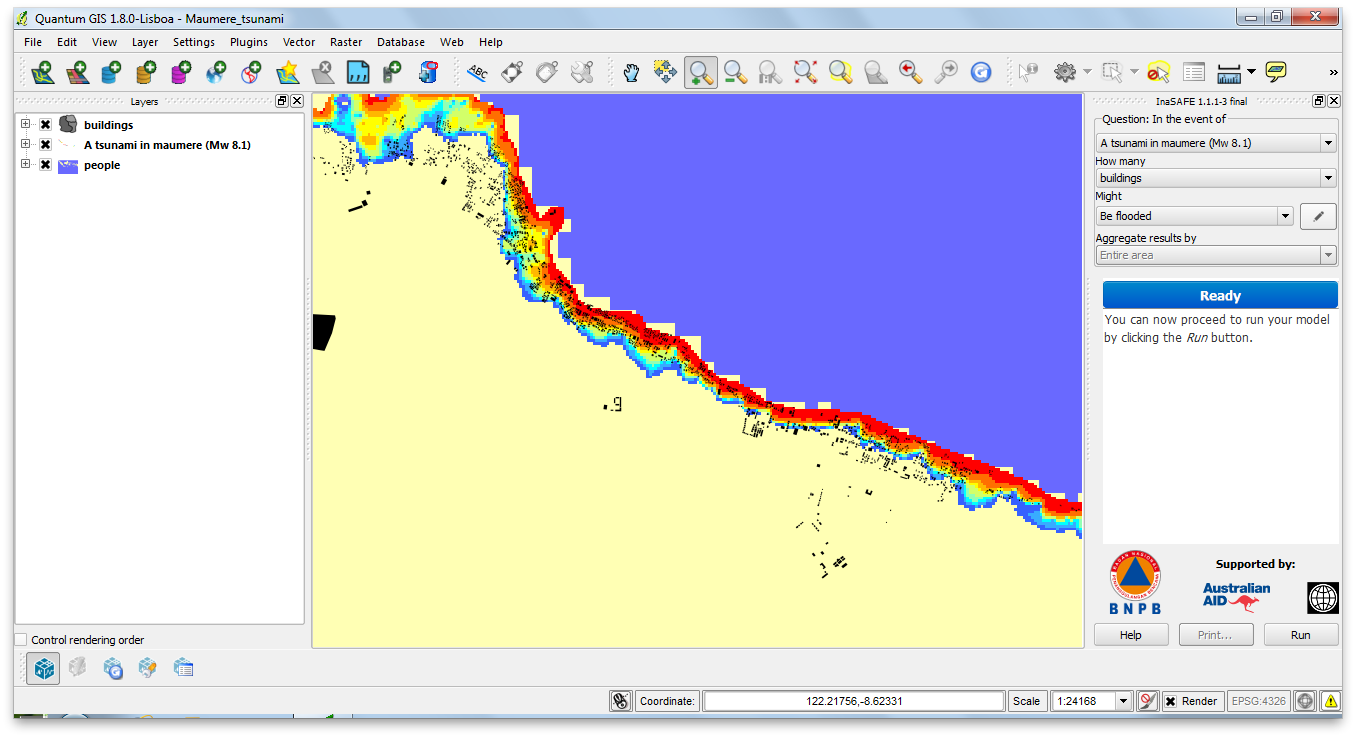 Quantum GIS 1.8.0-Lisboa - Maumere_tsunami
File Edit View Layer Settings Plugins Vector Raster Database Web Help
ABC
»
Layers
buildings
A tsunami in maumere (Mw 8.1)
people
Control rendering order
InaSAFE 1.1.1-3 final
Question: In the event of
A tsunami in maumere (Mw 8.1)
How many
buildings
Might
Be flooded
Aggregate results by
Entire area
Ready
You can now proceed to run your model
by clicking the Run button.
BNPB
Supported by:
Australian
AID
Help Print... Run
Coordinate: 122.21756,-8.62331 Scale 1:24168 Render EPSG:4326